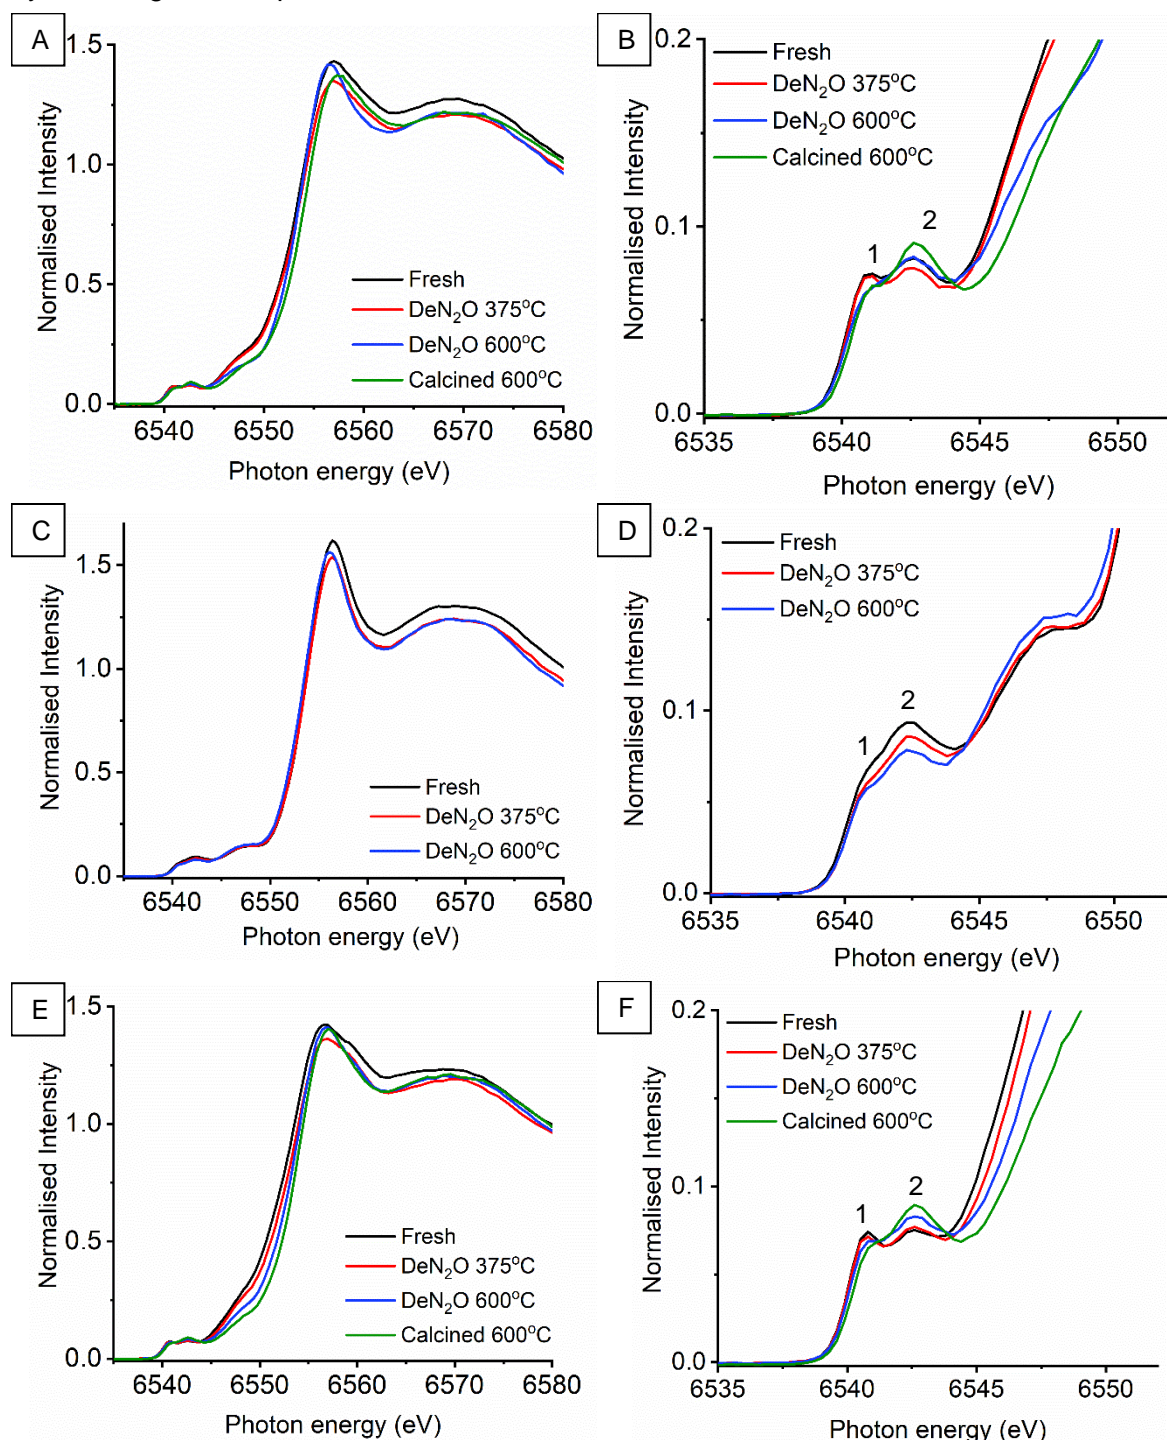 A
1.5
1.0
0.5
0.0
Normalised Intensity
Fresh
DeN₂O 375°C
DeN₂O 600°C
Calcined 600°C
6540 6550 6560 6570 6580
Photon energy (eV)
B
0.2
0.1
0.0
Normalised Intensity
Fresh
DeN₂O 375°C
DeN₂O 600°C
Calcined 600°C
1 2
6535 6540 6545 6550
Photon energy (eV)
C
1.5
1.0
0.5
0.0
Normalised Intensity
Fresh
DeN₂O 375°C
DeN₂O 600°C
6540 6550 6560 6570 6580
Photon energy (eV)
D
0.2
0.1
0.0
Normalised Intensity
Fresh
DeN₂O 375°C
DeN₂O 600°C
1 2
6535 6540 6545 6550
Photon energy (eV)
E
1.5
1.0
0.5
0.0
Normalised Intensity
Fresh
DeN₂O 375°C
DeN₂O 600°C
Calcined 600°C
6540 6550 6560 6570 6580
Photon energy (eV)
F
0.2
0.1
0.0
Normalised Intensity
Fresh
DeN₂O 375°C
DeN₂O 600°C
Calcined 600°C
1 2
6535 6540 6545 6550
Photon energy (eV)